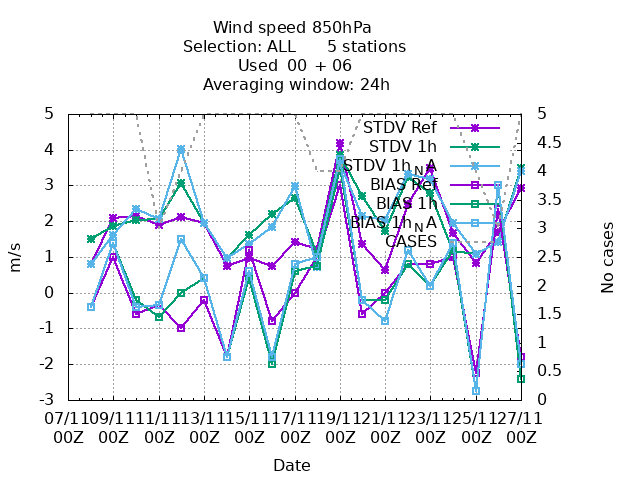 Wind speed 850hPa
Selection: ALL 5 stations
Used 00 + 06
Averaging window: 24h
5 5
4 4.5
3 4
2 3.5
1 3
0 2.5
-1 2
-2 1.5
-3 1
0.5
0
STDV Ref
STDV 1h
STDV 1h_NA
BIAS Ref
BIAS 1h
BIAS 1h_NA
CASES
m/s
No cases
07/11 09/11 11/11 13/11 15/11 17/11 19/11 21/11 23/11 25/11 27/11
00Z 00Z 00Z 00Z 00Z 00Z 00Z 00Z 00Z 00Z 00Z
Date